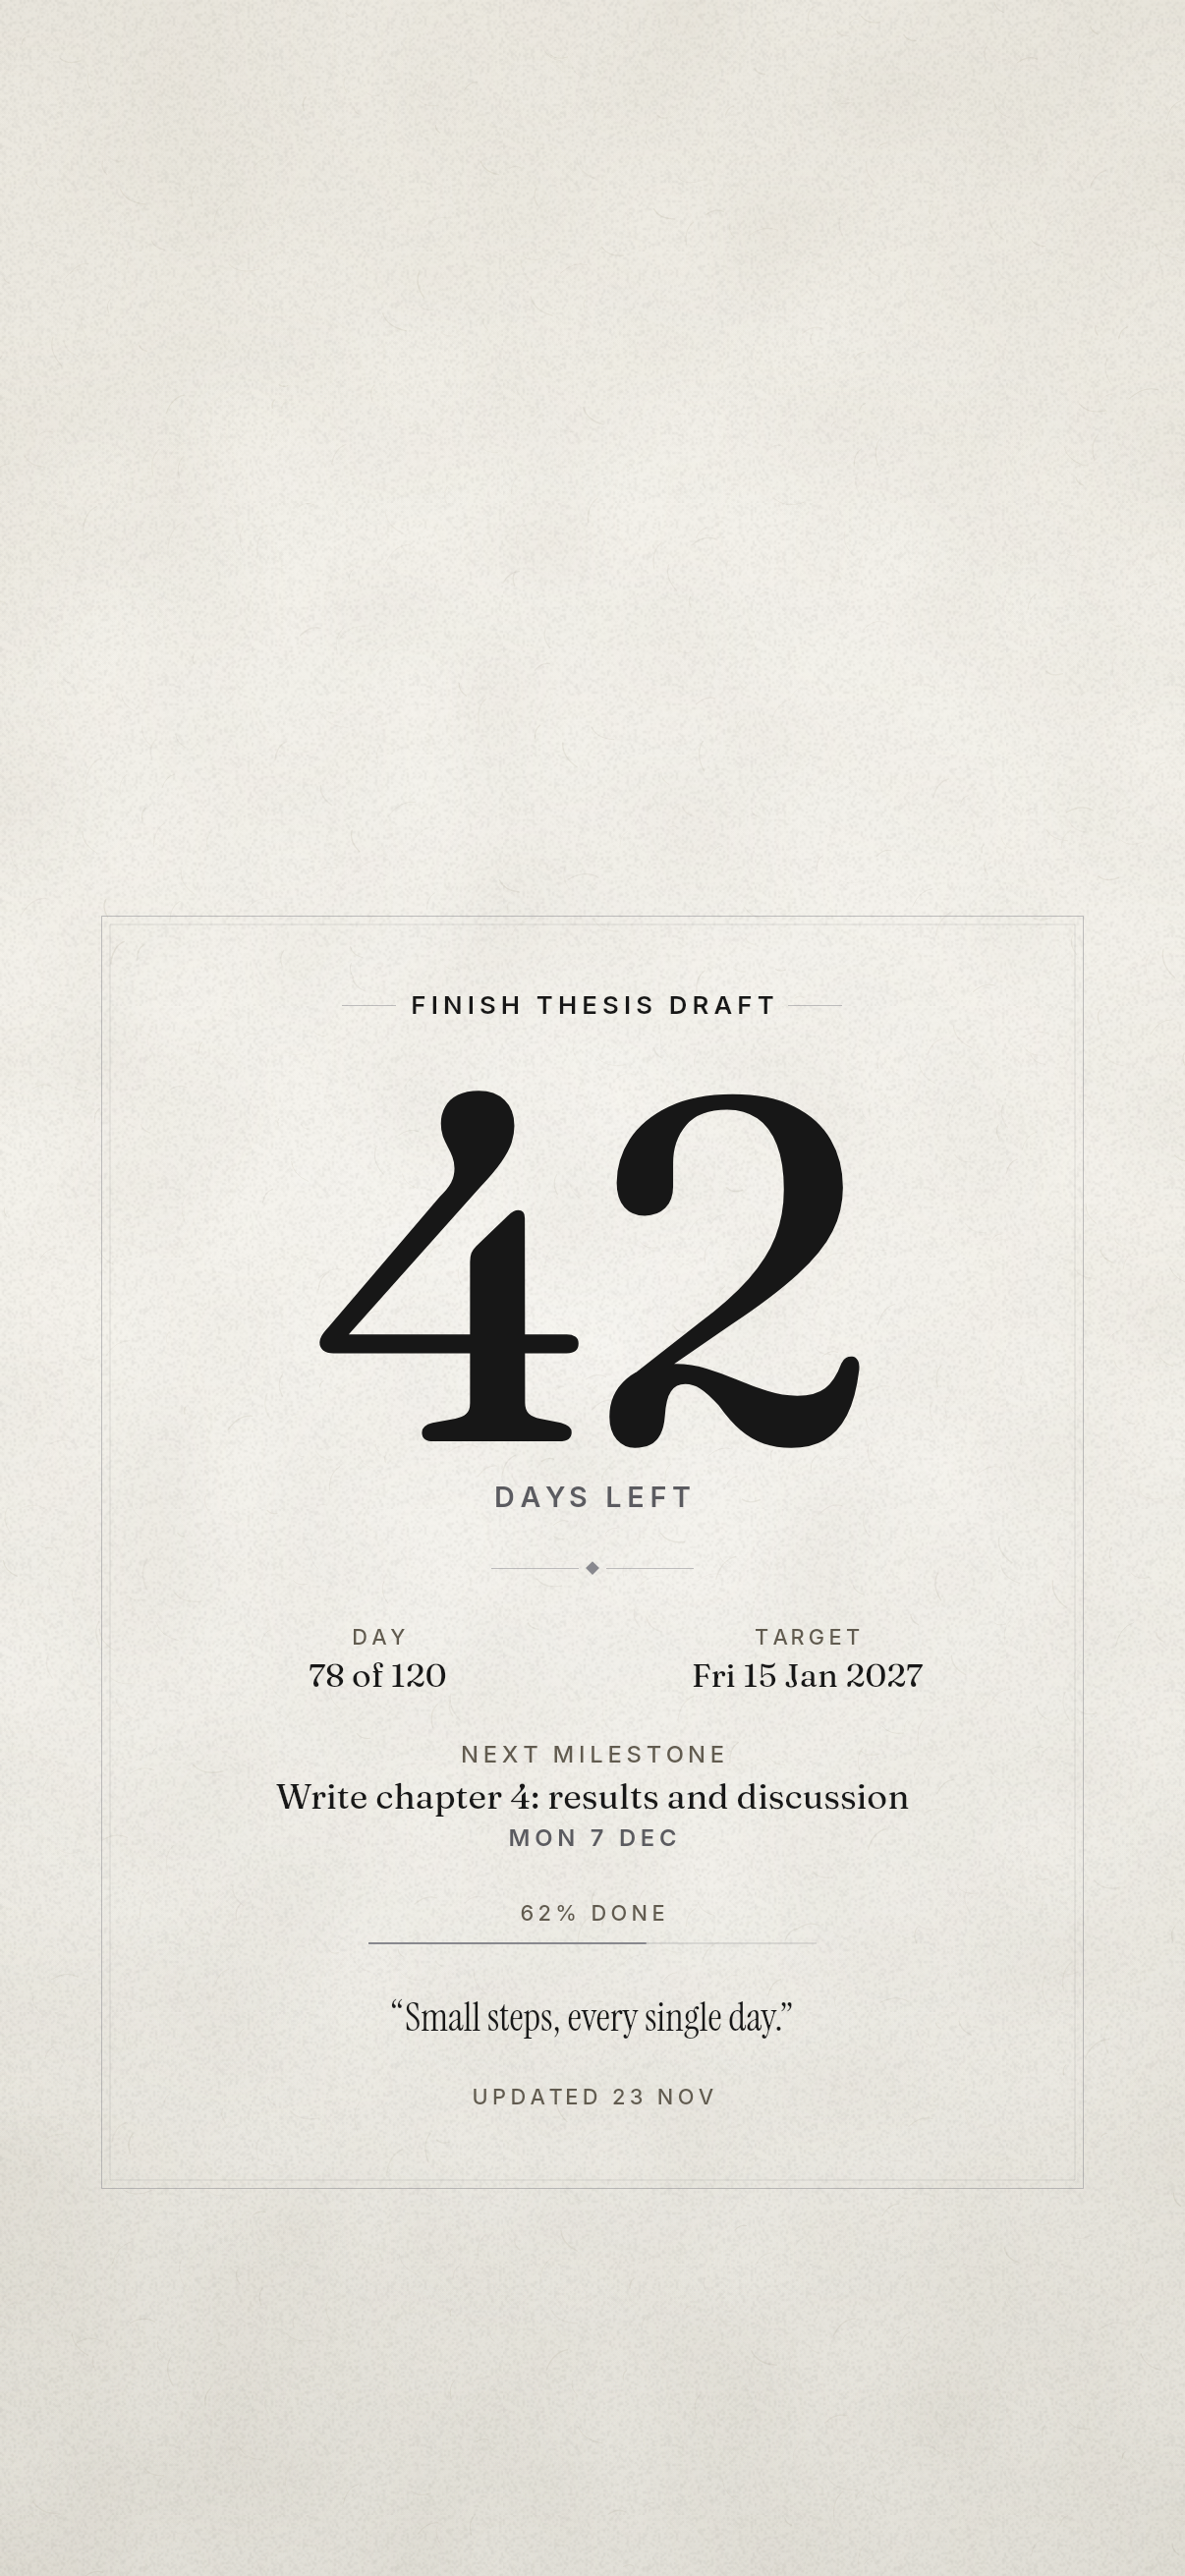 FINISH THESIS DRAFT
42
DAYS LEFT
DAY
78 of 120
TARGET
Fri 15 Jan 2027
NEXT MILESTONE
Write chapter 4: results and discussion
MON 7 DEC
62% DONE
“Small steps, every single day.”
UPDATED 23 NOV